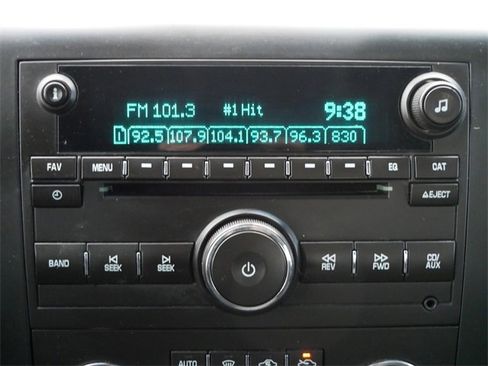 FM 101.3 #1 Hit 9:38
1 92.5 107.9 104.1 93.7 96.3 830
FAV MENU EQ CAT
EJECT
BAND SEEK SEEK REV FWD CD/AUX
AUTO